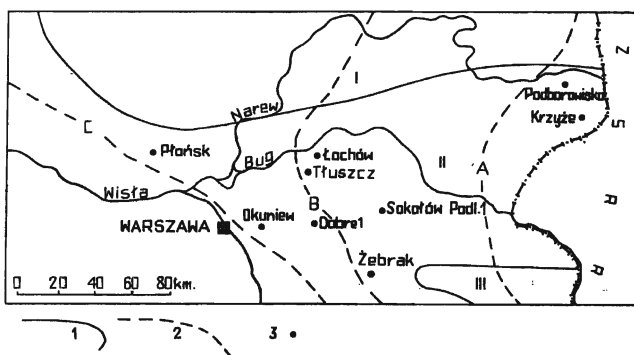 Z
S
R
R
I
Podborowisko
Krzyże
Narew
C
Płońsk
Bug
Łochów
Tłuszcz
II
A
Wisła
B
Sokołów Podl.
WARSZAWA
Okuniew
Dobre1
Żebrak
III
0 20 40 60 80km.
1
2
3